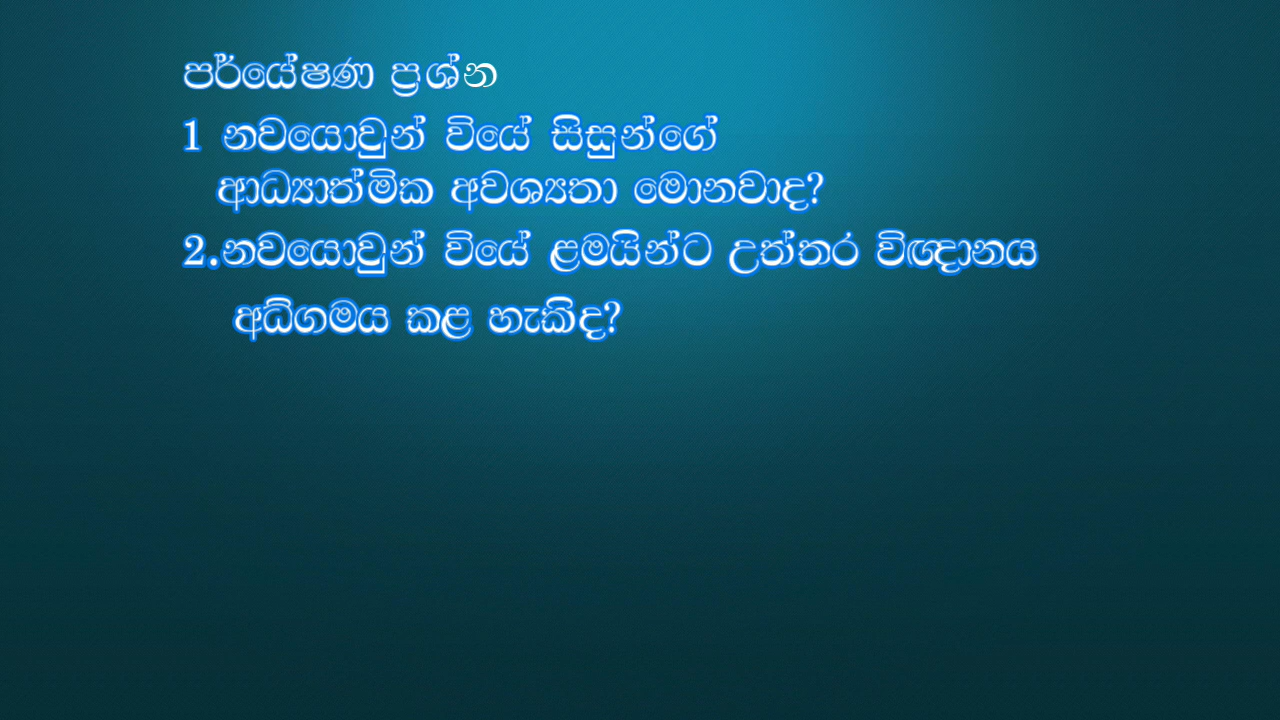 පර්යේෂණ ප්‍රශ්න
1 නවයොවුන් වියේ සිසුන්ගේ
ආධ්‍යාත්මික අවශ්‍යතා මොනවාද?
2.නවයොවුන් වියේ ළමයින්ට උත්තර විඥානය
අධිගමය කළ හැකිද?